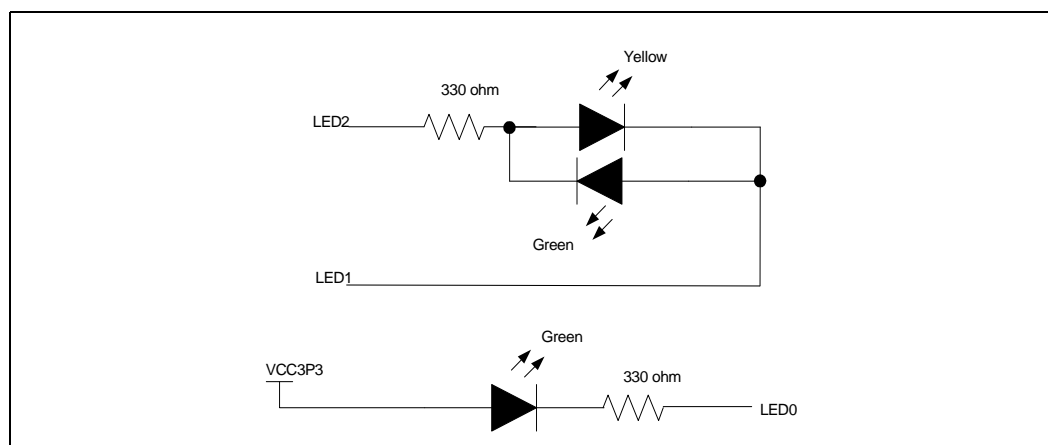 Yellow
330 ohm
LED2
Green
LED1
Green
VCC3P3
330 ohm
LED0